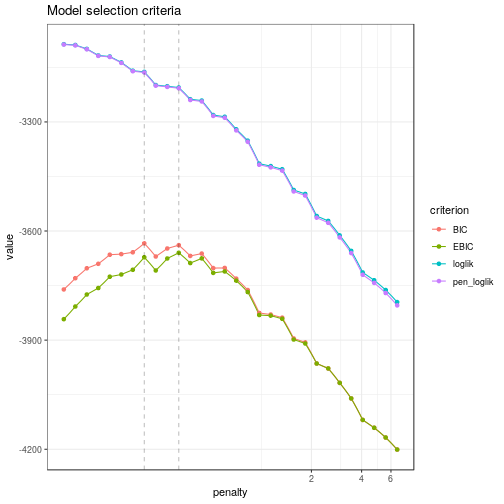 Model selection criteria
value
-3300
-3600
-3900
-4200
2
4
6
penalty
criterion
BIC
EBIC
loglik
pen_loglik